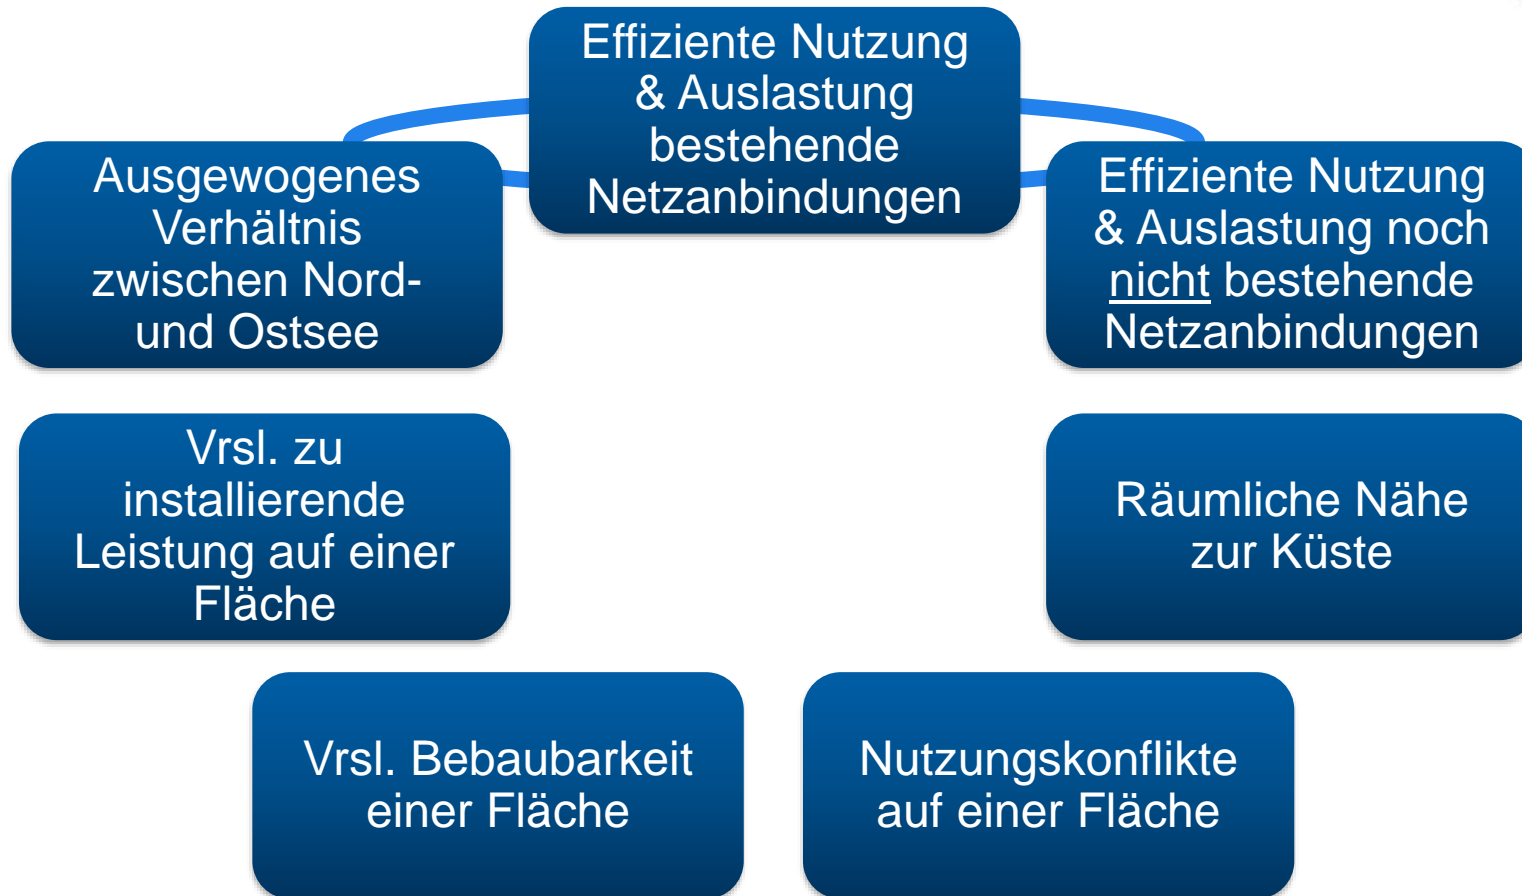 Effiziente Nutzung
& Auslastung
bestehende
Netzanbindungen
Effiziente Nutzung
& Auslastung noch
nicht bestehende
Netzanbindungen
Räumliche Nähe
zur Küste
Nutzungskonflikte
auf einer Fläche
Vrsl. Bebaubarkeit
einer Fläche
Vrsl. zu
installierende
Leistung auf einer
Fläche
Ausgewogenes
Verhältnis
zwischen Nord-
und Ostsee